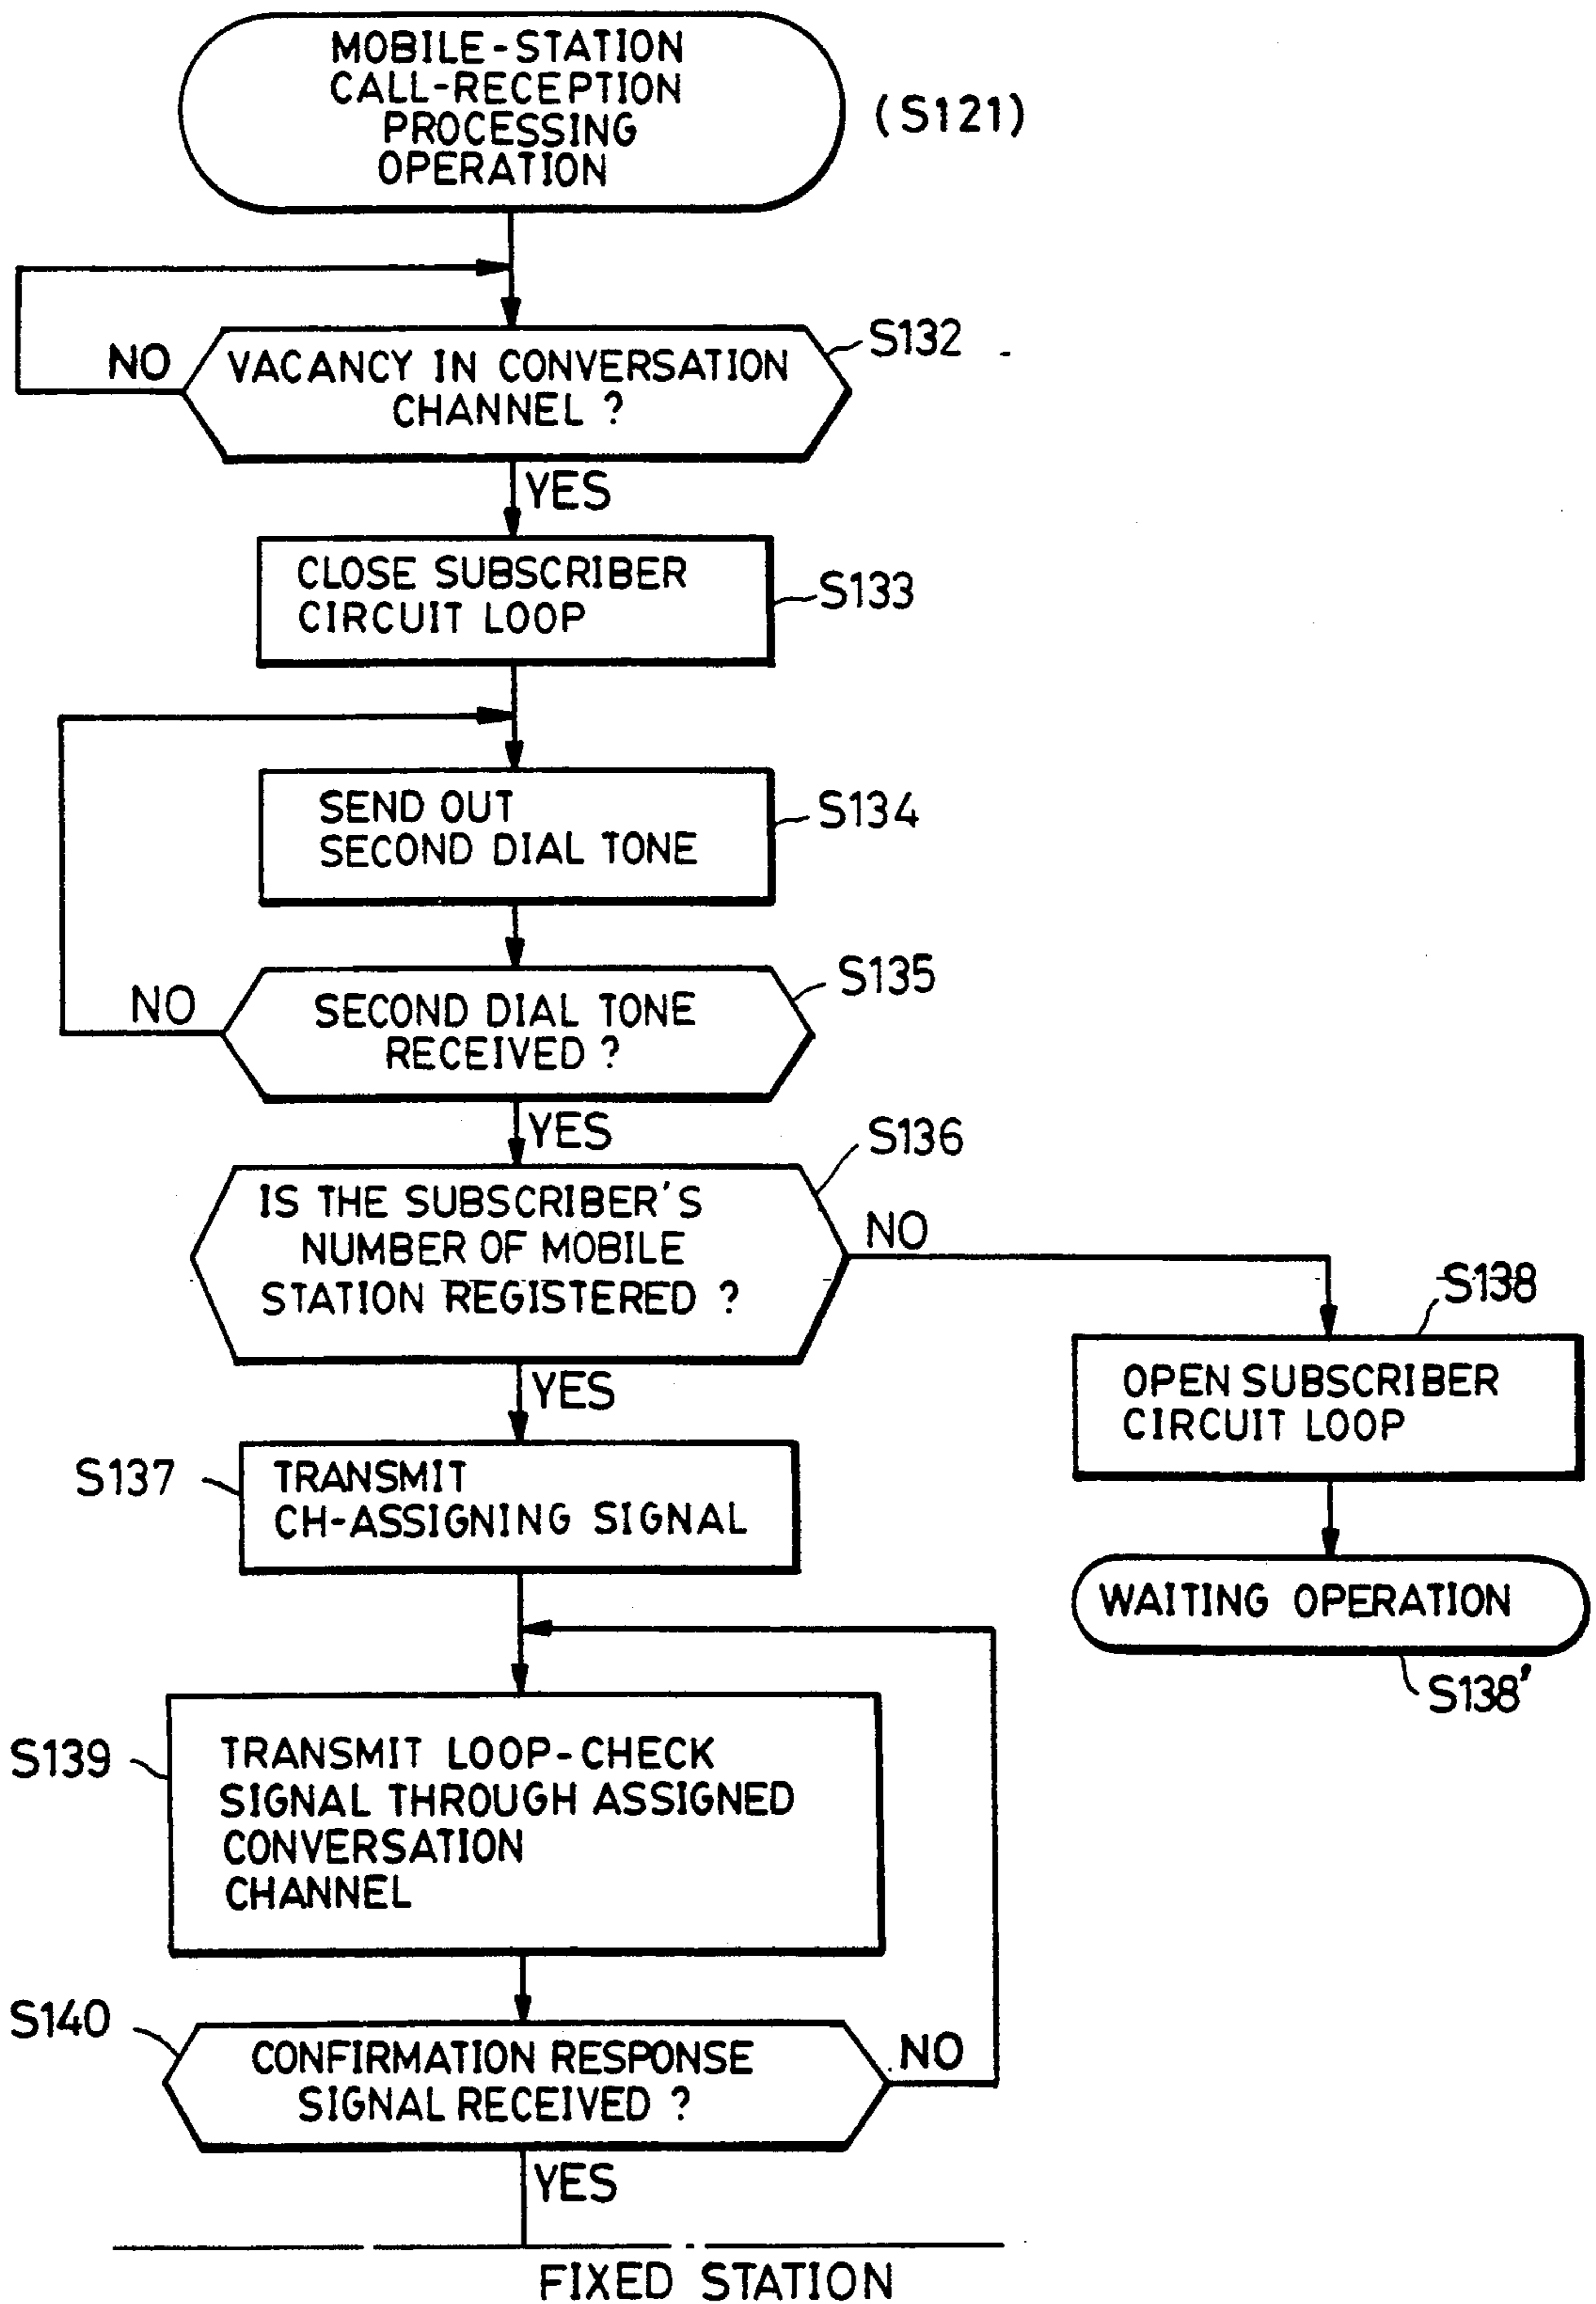 MOBILE-STATION
CALL-RECEPTION
PROCESSING
OPERATION
(S121)
NO
VACANCY IN CONVERSATION
CHANNEL ?
S132
YES
CLOSE SUBSCRIBER
CIRCUIT LOOP
S133
SEND OUT
SECOND DIAL TONE
S134
NO
SECOND DIAL TONE
RECEIVED ?
S135
YES
IS THE SUBSCRIBER'S
NUMBER OF MOBILE
STATION REGISTERED ?
S136
NO
YES
S138
OPEN SUBSCRIBER
CIRCUIT LOOP
S137
TRANSMIT
CH-ASSIGNING SIGNAL
WAITING OPERATION
S138'
S139
TRANSMIT LOOP-CHECK
SIGNAL THROUGH ASSIGNED
CONVERSATION
CHANNEL
S140
CONFIRMATION RESPONSE
SIGNAL RECEIVED ?
NO
YES
FIXED STATION